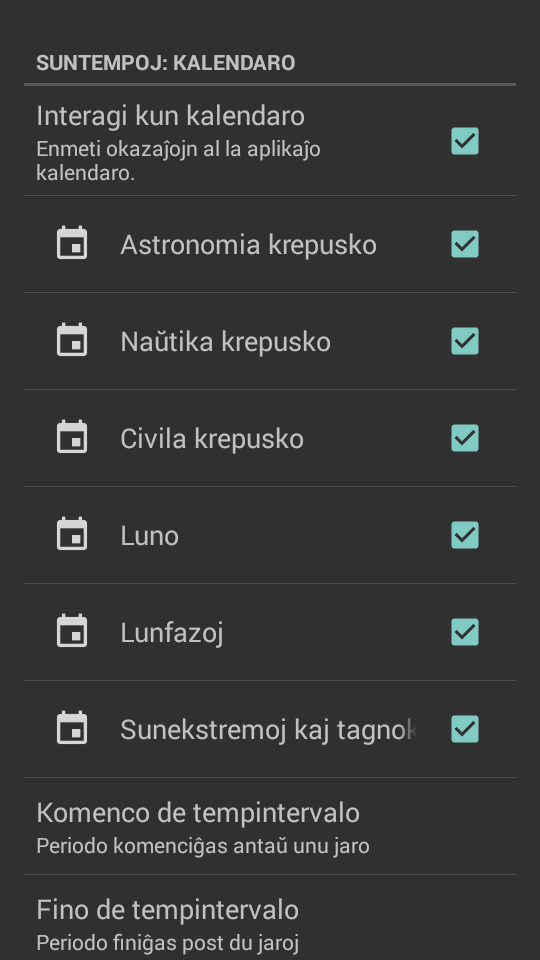 SUNTEMPOJ: KALENDARO
Interagi kun kalendaro
Enmeti okazaĵojn al la aplikaĵo
kalendaro.
Astronomia krepusko
Naŭtika krepusko
Civila krepusko
Luno
Lunfazoj
Sunekstremoj kaj tagnok
Komenco de tempintervalo
Periodo komenciĝas antaŭ unu jaro
Fino de tempintervalo
Periodo finiĝas post du jaroj